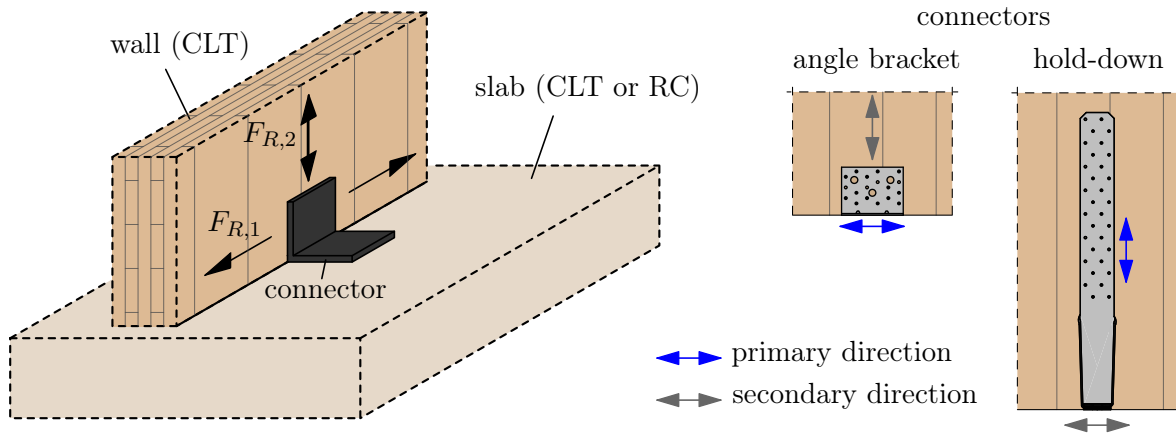 wall (CLT)
slab (CLT or RC)
F_{R,2}
F_{R,1}
connector
connectors
angle bracket
hold-down
primary direction
secondary direction